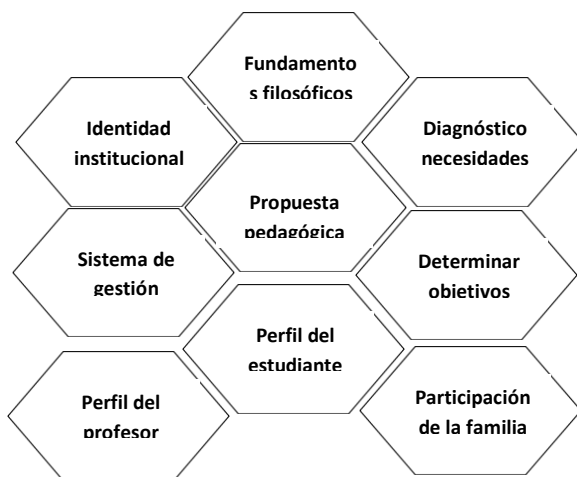 Fundamento
s filosóficos
Identidad
institucional
Diagnóstico
necesidades
Propuesta
pedagógica
Sistema de
gestión
Determinar
objetivos
Perfil del
estudiante
Perfil del
profesor
Participación
de la familia